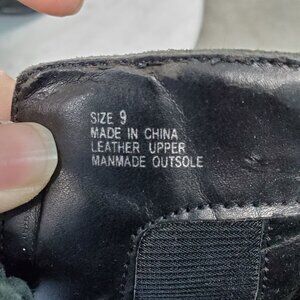 SIZE 9
MADE IN CHINA
LEATHER UPPER
MANMADE OUTSOLE